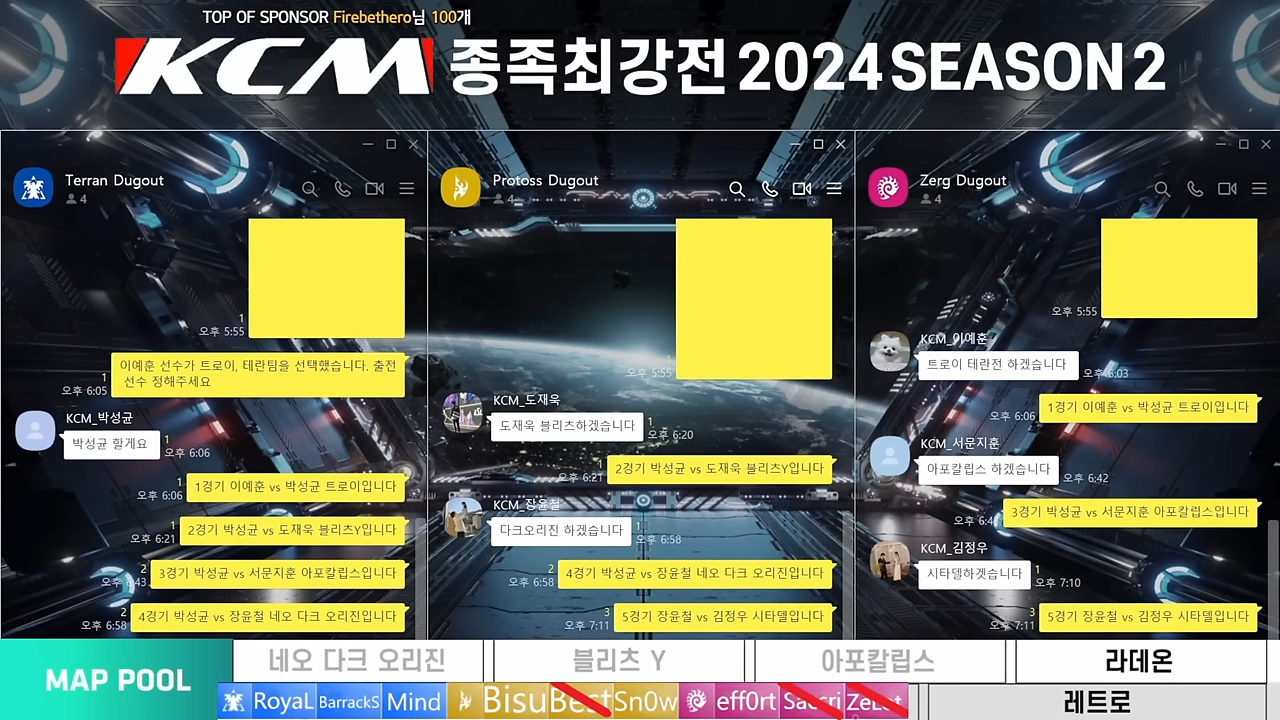 TOP OF SPONSOR Firebethero님 100개
KCM 종족최강전 2024 SEASON 2
Terran Dugout
4
오후 5:55
1
이예훈 선수가 트로이, 테란팀을 선택했습니다. 출전
선수 정해주세요
오후 6:05
1
KCM_박성균
박성균 할게요
1
오후 6:06
1경기 이예훈 vs 박성균 트로이입니다
1
오후 6:06
2경기 박성균 vs 도재욱 블리츠Y입니다
1
오후 6:21
3경기 박성균 vs 서문지훈 아포칼립스입니다
2
4경기 박성균 vs 장윤철 네오 다크 오리진입니다
2
오후 6:58
Protoss Dugout
4
1
오후 5:55
KCM_도재욱
도재욱 블리츠하겠습니다
1
오후 6:20
2경기 박성균 vs 도재욱 블리츠Y입니다
1
오후 6:21
KCM_장윤철
다크오리진 하겠습니다
1
오후 6:58
4경기 박성균 vs 장윤철 네오 다크 오리진입니다
2
오후 6:58
5경기 장윤철 vs 김정우 시타델입니다
3
오후 7:11
Zerg Dugout
4
오후 5:55
KCM_이예훈
트로이 테란전 하겠습니다
오후 6:03
1경기 이예훈 vs 박성균 트로이입니다
오후 6:06
KCM_서문지훈
아포칼립스 하겠습니다
오후 6:42
3경기 박성균 vs 서문지훈 아포칼립스입니다
KCM_김정우
시타델하겠습니다
1
오후 7:10
5경기 장윤철 vs 김정우 시타델입니다
3
오후 7:11
MAP POOL
네오 다크 오리진 블리츠 Y 아포칼립스 라데온
RoyaL BarrackS Mind Bisu Best Sn0w eff0rt Sacsri ZeLot 레트로